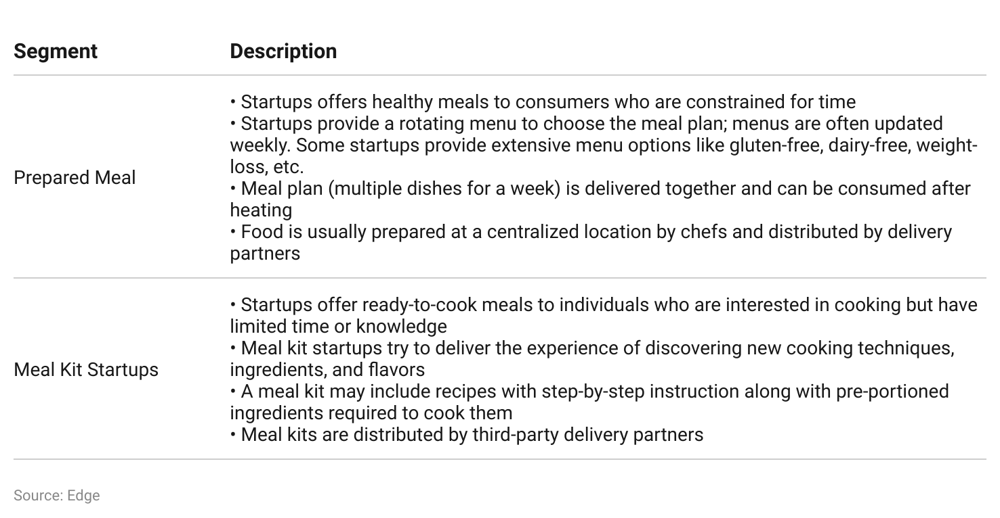 Segment Description
• Startups offers healthy meals to consumers who are constrained for time
• Startups provide a rotating menu to choose the meal plan; menus are often updated
weekly. Some startups provide extensive menu options like gluten-free, dairy-free, weight-
loss, etc.
Prepared Meal
• Meal plan (multiple dishes for a week) is delivered together and can be consumed after
heating
• Food is usually prepared at a centralized location by chefs and distributed by delivery
partners
• Startups offer ready-to-cook meals to individuals who are interested in cooking but have
limited time or knowledge
• Meal kit startups try to deliver the experience of discovering new cooking techniques,
Meal Kit Startups
ingredients, and flavors
• A meal kit may include recipes with step-by-step instruction along with pre-portioned
ingredients required to cook them
• Meal kits are distributed by third-party delivery partners
Source: Edge